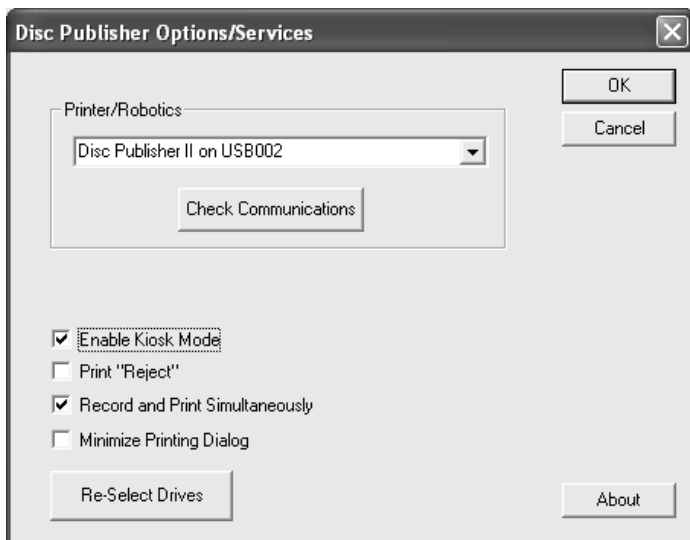 Disc Publisher Options/Services
OK
Printer/Robotics
Cancel
Disc Publisher II on USB002
Check Communications
Enable Kiosk Mode
Print "Reject"
Record and Print Simultaneously
Minimize Printing Dialog
Re-Select Drives
About